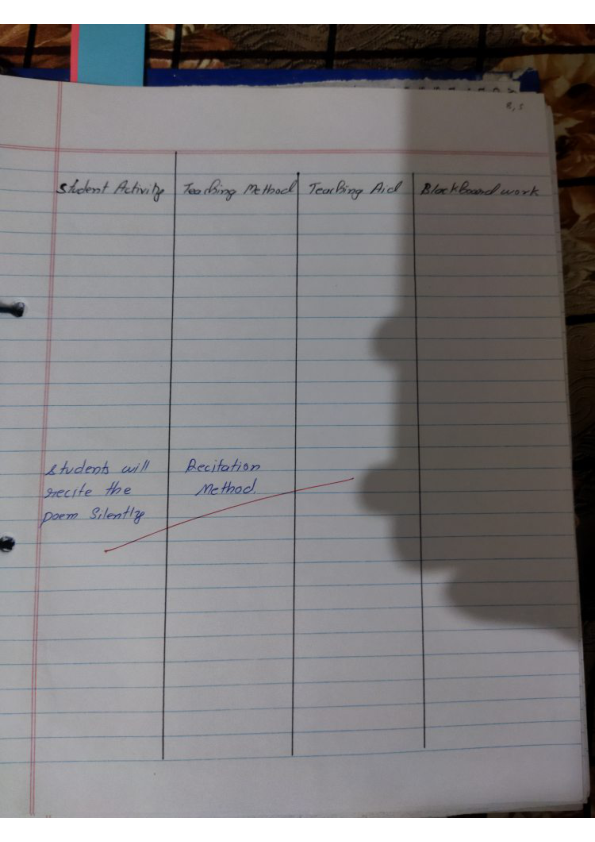 Student Activity Teaching Method Teaching Aid Blackboard work
Students will Recitation
recite the Method.
poem Silently